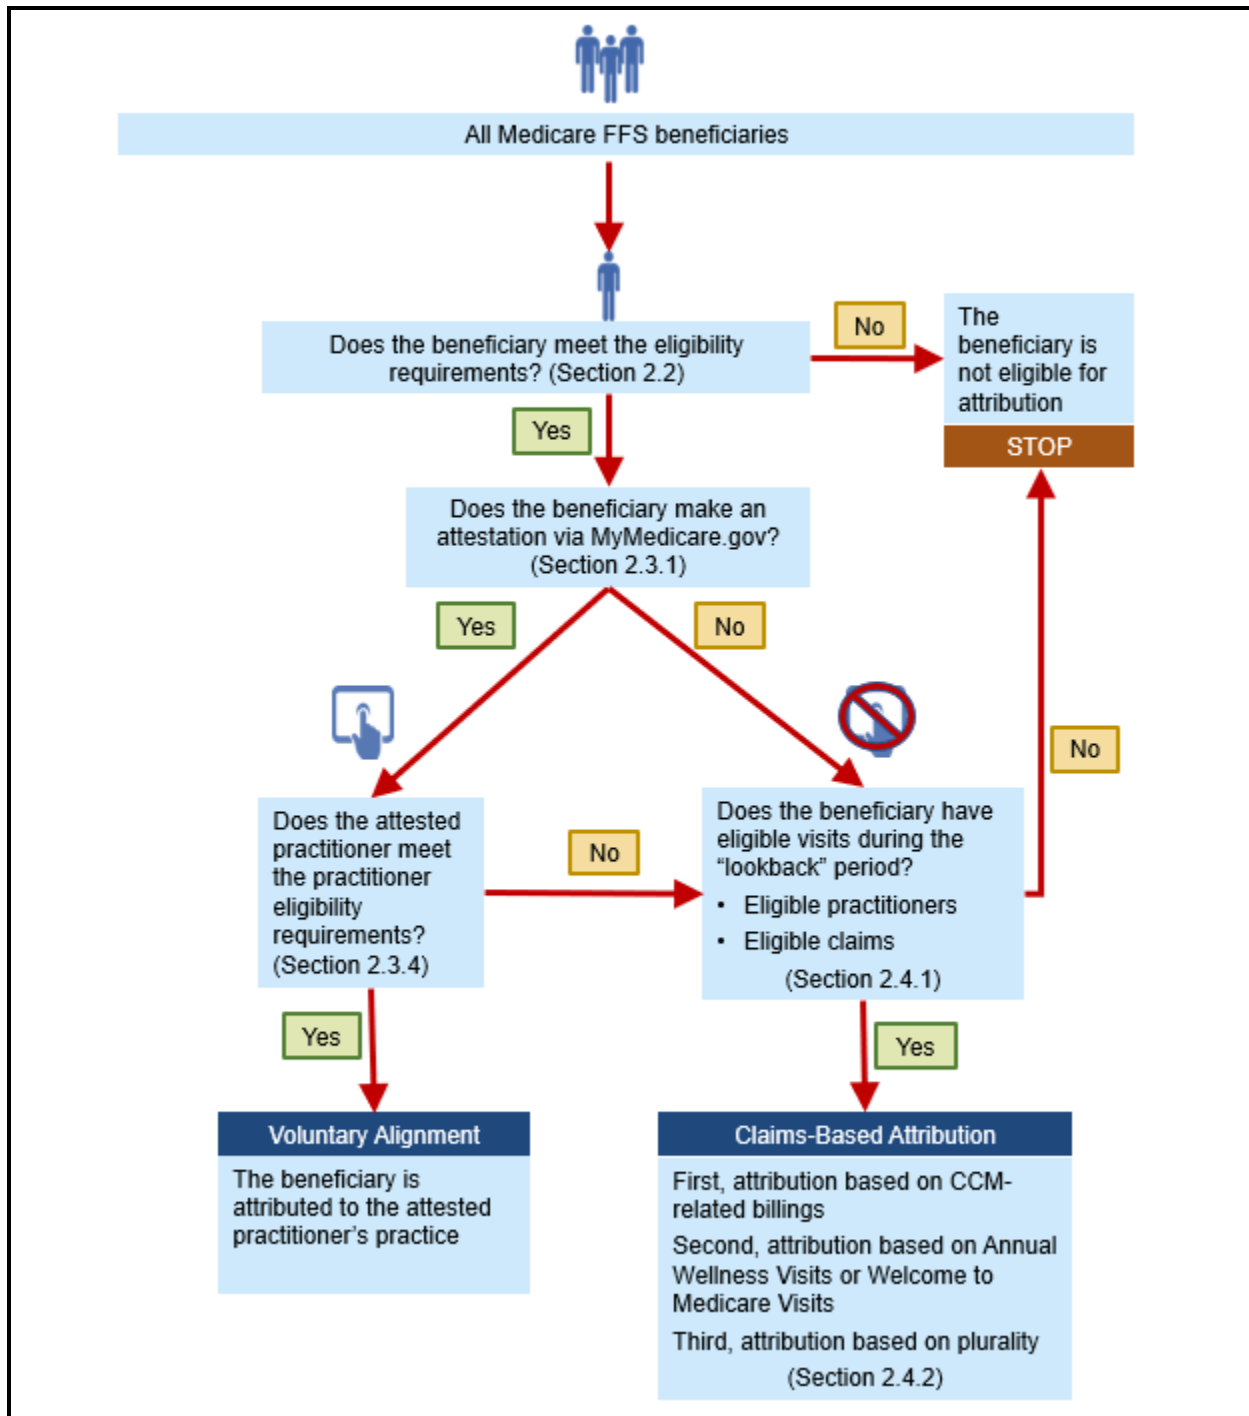 All Medicare FFS beneficiaries
Does the beneficiary meet the eligibility
requirements? (Section 2.2)
No
The
beneficiary is
not eligible for
attribution
STOP
Yes
Does the beneficiary make an
attestation via MyMedicare.gov?
(Section 2.3.1)
Yes
No
No
Does the attested
practitioner meet
the practitioner
eligibility
requirements?
(Section 2.3.4)
No
Does the beneficiary have
eligible visits during the
“lookback” period?
• Eligible practitioners
• Eligible claims
(Section 2.4.1)
Yes
Yes
Voluntary Alignment
The beneficiary is
attributed to the attested
practitioner’s practice
Claims-Based Attribution
First, attribution based on CCM-
related billings
Second, attribution based on Annual
Wellness Visits or Welcome to
Medicare Visits
Third, attribution based on plurality
(Section 2.4.2)